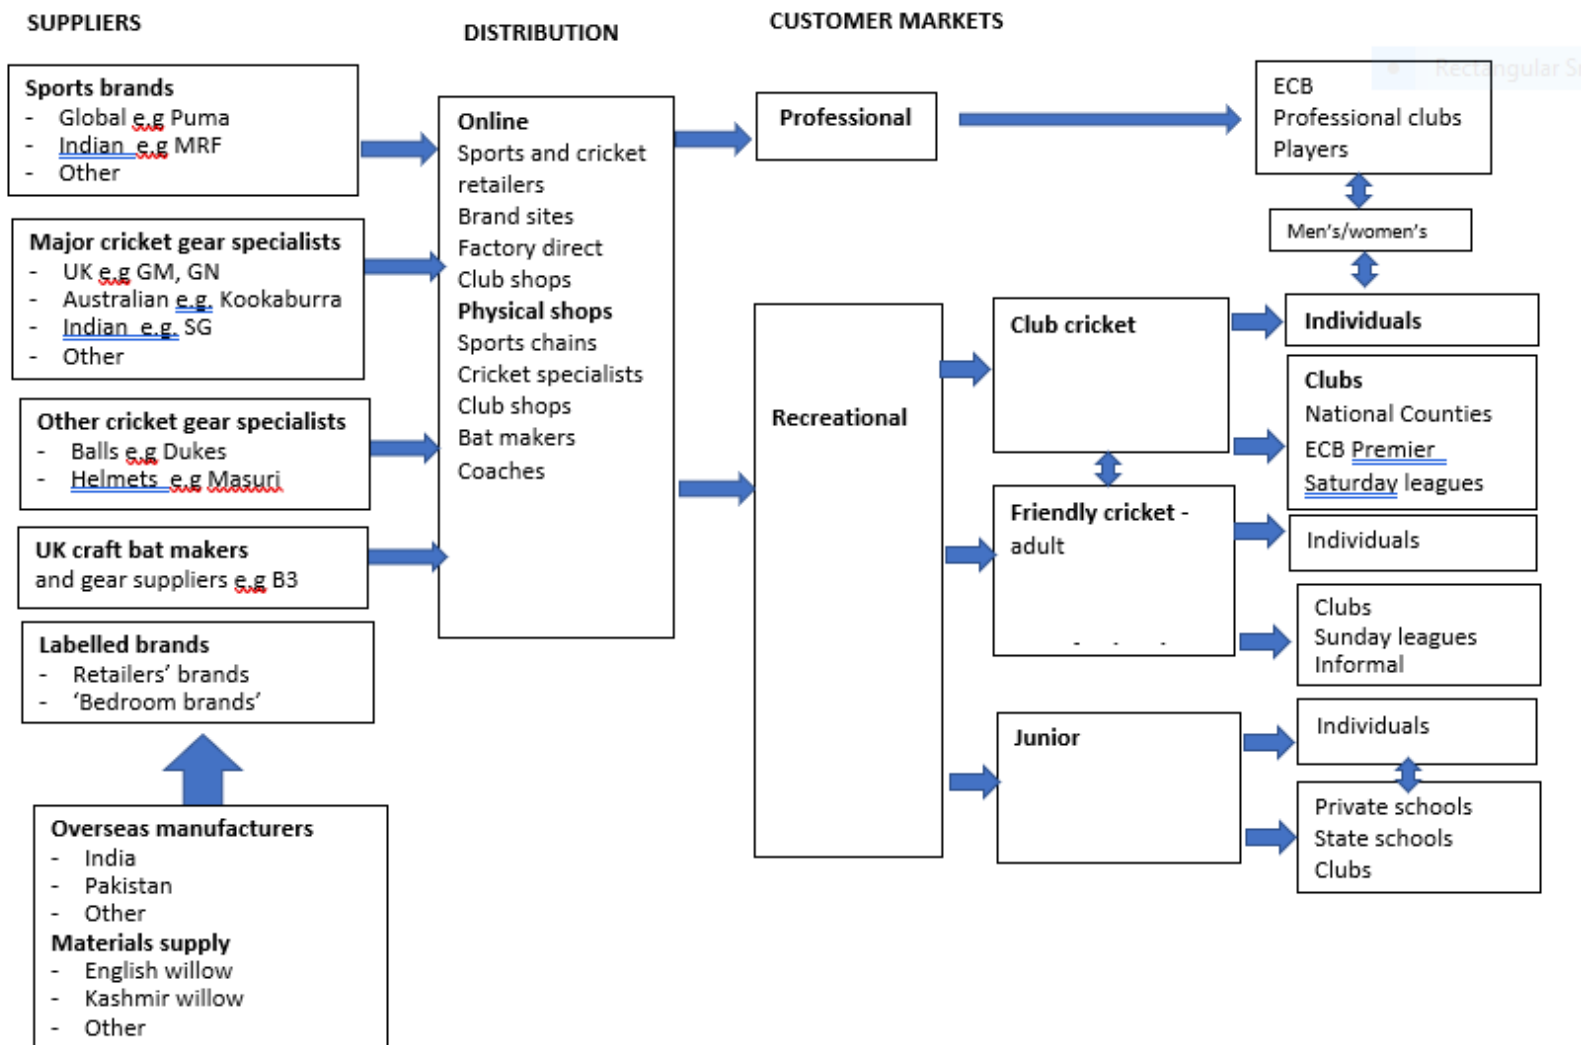 SUPPLIERS
DISTRIBUTION
CUSTOMER MARKETS
Sports brands
- Global e.g Puma
- Indian e.g MRF
- Other
Major cricket gear specialists
- UK e.g GM, GN
- Australian e.g. Kookaburra
- Indian e.g. SG
- Other
Other cricket gear specialists
- Balls e.g Dukes
- Helmets e.g Masuri
UK craft bat makers
and gear suppliers e.g B3
Labelled brands
- Retailers’ brands
- ‘Bedroom brands’
Overseas manufacturers
- India
- Pakistan
- Other
Materials supply
- English willow
- Kashmir willow
- Other
Online
Sports and cricket
retailers
Brand sites
Factory direct
Club shops
Physical shops
Sports chains
Cricket specialists
Club shops
Bat makers
Coaches
Professional
Recreational
Club cricket
Friendly cricket -
adult
Junior
Rectangular
ECB
Professional clubs
Players
Men’s/women’s
Individuals
Clubs
National Counties
ECB Premier
Saturday leagues
Individuals
Clubs
Sunday leagues
Informal
Individuals
Private schools
State schools
Clubs